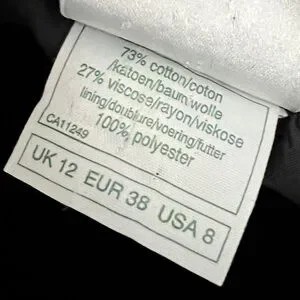 73% cotton/coton
/katoen/baumwolle
27% viscose/rayon/viskose
lining/doublure/voering/futter
100% polyester
CA11249
UK 12 EUR 38 USA 8